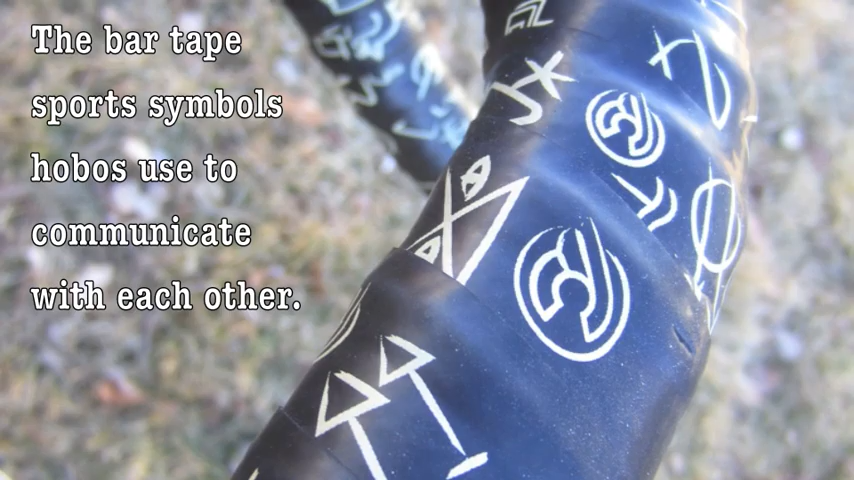 The bar tape
sports symbols
hobos use to
communicate
with each other.